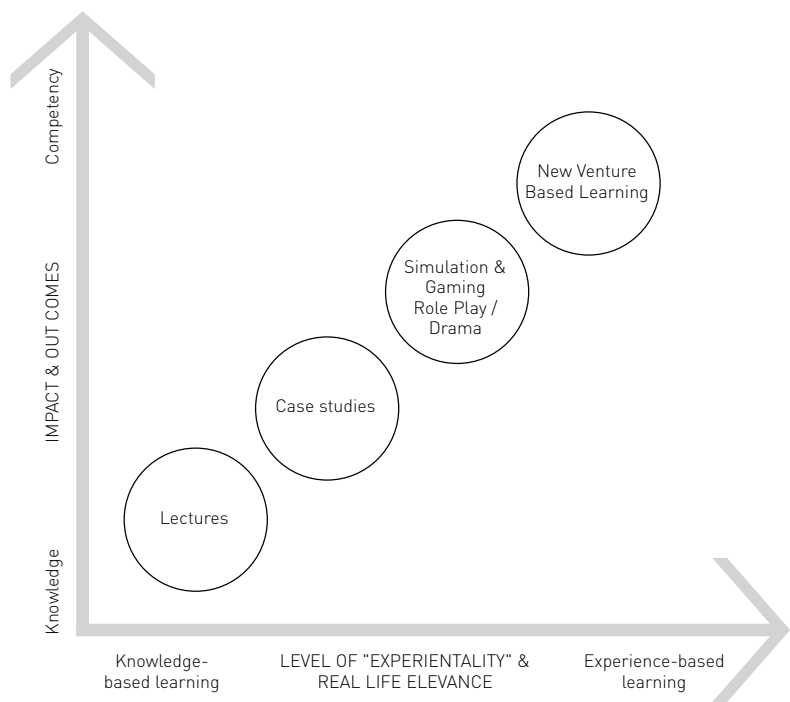 Competency
IMPACT & OUT COMES
Knowledge
New Venture
Based Learning
Simulation &
Gaming
Role Play /
Drama
Case studies
Lectures
Knowledge-
based learning
LEVEL OF "EXPERIENTALITY" &
REAL LIFE ELEVANCE
Experience-based
learning